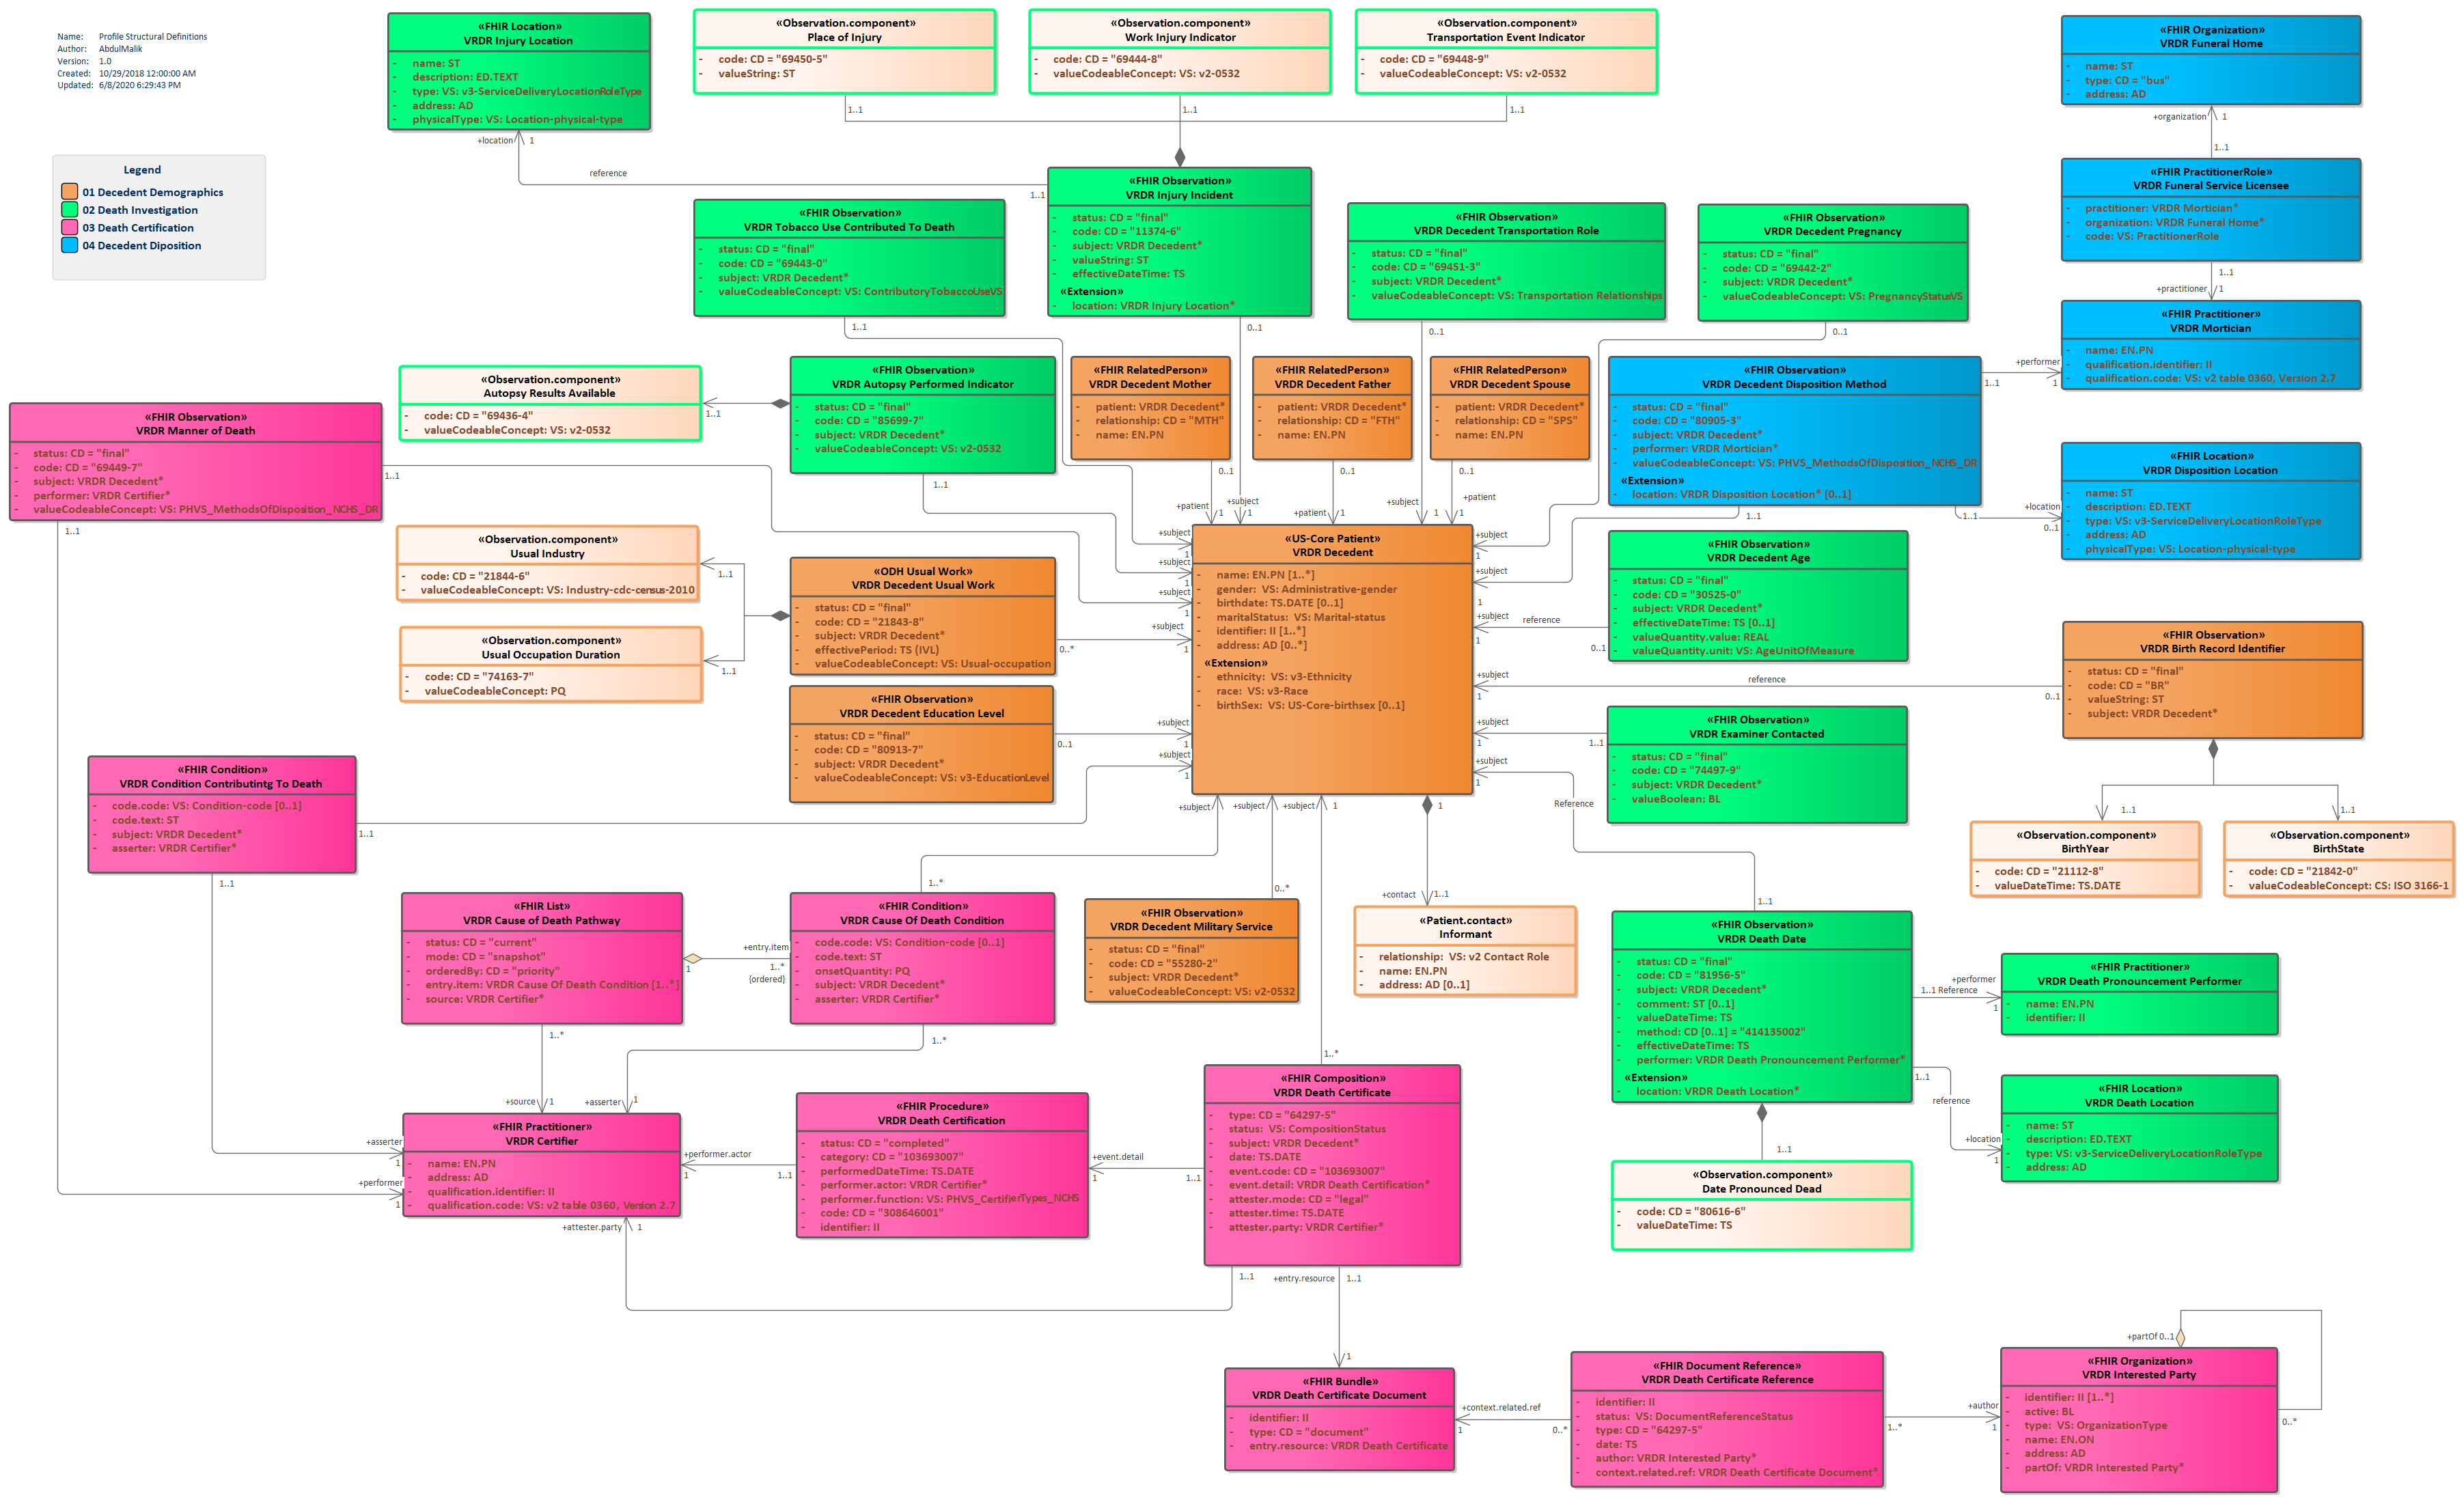 Name: Profile Structural Definitions
Author: AbdulMalik
Version: 1.0
Created: 10/29/2018 12:00:00 AM
Updated: 6/8/2020 6:29:43 PM
Legend
01 Decedent Demographics
02 Death Investigation
03 Death Certification
04 Decedent Diposition
«FHIR Location»
VRDR Injury Location
- name: ST
- description: ED.TEXT
- type: VS: v3-ServiceDeliveryLocationRoleType
- address: AD
- physicalType: VS: Location-physical-type
+location 1
reference
1..1
«Observation.component»
Place of Injury
- code: CD = "69450-5"
- valueString: ST
1..1
«Observation.component»
Work Injury Indicator
- code: CD = "69444-8"
- valueCodeableConcept: VS: v2-0532
1..1
«Observation.component»
Transportation Event Indicator
- code: CD = "69448-9"
- valueCodeableConcept: VS: v2-0532
1..1
«FHIR Organization»
VRDR Funeral Home
- name: ST
- type: CD = "bus"
- address: AD
+organization 1
1..1
«FHIR PractitionerRole»
VRDR Funeral Service Licensee
- practitioner: VRDR Mortician*
- organization: VRDR Funeral Home*
- code: VS: PractitionerRole
1..1
+practitioner 1
«FHIR Practitioner»
VRDR Mortician
- name: EN.PN
- qualification.identifier: II
- qualification.code: VS: v2 table 0360, Version 2.7
«FHIR Observation»
VRDR Tobacco Use Contributed To Death
- status: CD = "final"
- code: CD = "69443-0"
- subject: VRDR Decedent*
- valueCodeableConcept: VS: ContributoryTobaccoUseVS
1..1
«FHIR Observation»
VRDR Injury Incident
- status: CD = "final"
- code: CD = "11374-6"
- subject: VRDR Decedent*
- valueString: ST
- effectiveDateTime: TS
«Extension»
- location: VRDR Injury Location*
0..1
«FHIR Observation»
VRDR Decedent Transportation Role
- status: CD = "final"
- code: CD = "69451-3"
- subject: VRDR Decedent*
- valueCodeableConcept: VS: Transportation Relationships
0..1
«FHIR Observation»
VRDR Decedent Pregnancy
- status: CD = "final"
- code: CD = "69442-2"
- subject: VRDR Decedent*
- valueCodeableConcept: VS: PregnancyStatusVS
0..1
«Observation.component»
Autopsy Results Available
- code: CD = "69436-4"
- valueCodeableConcept: VS: v2-0532
1..1
«FHIR Observation»
VRDR Autopsy Performed Indicator
- status: CD = "final"
- code: CD = "85699-7"
- subject: VRDR Decedent*
- valueCodeableConcept: VS: v2-0532
1..1
«FHIR RelatedPerson»
VRDR Decedent Mother
- patient: VRDR Decedent*
- relationship: CD = "MTH"
- name: EN.PN
0..1
+patient 1
+subject 1
«FHIR RelatedPerson»
VRDR Decedent Father
- patient: VRDR Decedent*
- relationship: CD = "FTH"
- name: EN.PN
0..1
+patient 1
«FHIR RelatedPerson»
VRDR Decedent Spouse
- patient: VRDR Decedent*
- relationship: CD = "SPS"
- name: EN.PN
0..1
+subject 1
+patient 1
«FHIR Observation»
VRDR Decedent Disposition Method
- status: CD = "final"
- code: CD = "80905-3"
- subject: VRDR Decedent*
- performer: VRDR Mortician*
- valueCodeableConcept: VS: PHVS_MethodsOfDisposition_NCHS_DR
«Extension»
- location: VRDR Disposition Location* [0..1]
1..1
+performer
1
1..1
1..1
+location
0..1
«FHIR Location»
VRDR Disposition Location
- name: ST
- description: ED.TEXT
- type: VS: v3-ServiceDeliveryLocationRoleType
- address: AD
- physicalType: VS: Location-physical-type
«FHIR Observation»
VRDR Manner of Death
- status: CD = "final"
- code: CD = "69449-7"
- subject: VRDR Decedent*
- performer: VRDR Certifier*
- valueCodeableConcept: VS: PHVS_MethodsOfDisposition_NCHS_DR
1..1
1..1
«Observation.component»
Usual Industry
- code: CD = "21844-6"
- valueCodeableConcept: VS: Industry-cdc-census-2010
1..1
«Observation.component»
Usual Occupation Duration
- code: CD = "74163-7"
- valueCodeableConcept: PQ
1..1
«ODH Usual Work»
VRDR Decedent Usual Work
- status: CD = "final"
- code: CD = "21843-8"
- subject: VRDR Decedent*
- effectivePeriod: TS (IVL)
- valueCodeableConcept: VS: Usual-occupation
0..*
+subject
1
«FHIR Observation»
VRDR Decedent Education Level
- status: CD = "final"
- code: CD = "80913-7"
- subject: VRDR Decedent*
- valueCodeableConcept: VS: v3-EducationLevel
0..1
+subject
1
+subject
1
+subject
1
+subject
1
+subject
1
«US-Core Patient»
VRDR Decedent
- name: EN.PN [1..*]
- gender: VS: Administrative-gender
- birthdate: TS.DATE [0..1]
- maritalStatus: VS: Marital-status
- identifier: II [1..*]
- address: AD [0..*]
«Extension»
- ethnicity: VS: v3-Ethnicity
- race: VS: v3-Race
- birthSex: VS: US-Core-birthsex [0..1]
+subject
1
+subject
1
+subject
reference
1
0..1
+subject
reference
1
0..1
+subject
1
1..1
+subject
1
Reference
«FHIR Observation»
VRDR Decedent Age
- status: CD = "final"
- code: CD = "30525-0"
- subject: VRDR Decedent*
- effectiveDateTime: TS [0..1]
- valueQuantity.value: REAL
- valueQuantity.unit: VS: AgeUnitOfMeasure
«FHIR Observation»
VRDR Birth Record Identifier
- status: CD = "final"
- code: CD = "BR"
- valueString: ST
- subject: VRDR Decedent*
1..1
1..1
«FHIR Observation»
VRDR Examiner Contacted
- status: CD = "final"
- code: CD = "74497-9"
- subject: VRDR Decedent*
- valueBoolean: BL
«Observation.component»
BirthYear
- code: CD = "21112-8"
- valueDateTime: TS.DATE
«Observation.component»
BirthState
- code: CD = "21842-0"
- valueCodeableConcept: CS: ISO 3166-1
«FHIR Condition»
VRDR Condition Contributintg To Death
- code.code: VS: Condition-code [0..1]
- code.text: ST
- subject: VRDR Decedent*
- asserter: VRDR Certifier*
1..1
1..1
«FHIR List»
VRDR Cause of Death Pathway
- status: CD = "current"
- mode: CD = "snapshot"
- orderedBy: CD = "priority"
- entry.item: VRDR Cause Of Death Condition [1..*]
- source: VRDR Certifier*
1
+entry.item
1..*
{ordered}
1..*
+source 1
«FHIR Condition»
VRDR Cause Of Death Condition
- code.code: VS: Condition-code [0..1]
- code.text: ST
- onsetQuantity: PQ
- subject: VRDR Decedent*
- asserter: VRDR Certifier*
1..*
1..*
+asserter 1
+subject
+subject
+subject 1
0..*
«FHIR Observation»
VRDR Decedent Military Service
- status: CD = "final"
- code: CD = "55280-2"
- subject: VRDR Decedent*
- valueCodeableConcept: VS: v2-0532
1
+contact 1..1
«Patient.contact»
Informant
- relationship: VS: v2 Contact Role
- name: EN.PN
- address: AD [0..1]
1..1
«FHIR Observation»
VRDR Death Date
- status: CD = "final"
- code: CD = "81956-5"
- subject: VRDR Decedent*
- comment: ST [0..1]
- valueDateTime: TS
- method: CD [0..1] = "414135002"
- effectiveDateTime: TS
- performer: VRDR Death Pronouncement Performer*
«Extension»
- location: VRDR Death Location*
+performer
1..1 Reference
1
«FHIR Practitioner»
VRDR Death Pronouncement Performer
- name: EN.PN
- identifier: II
1..1
reference
+location
1
«FHIR Location»
VRDR Death Location
- name: ST
- description: ED.TEXT
- type: VS: v3-ServiceDeliveryLocationRoleType
- address: AD
1..1
«Observation.component»
Date Pronounced Dead
- code: CD = "80616-6"
- valueDateTime: TS
«FHIR Practitioner»
VRDR Certifier
- name: EN.PN
- address: AD
- qualification.identifier: II
- qualification.code: VS: v2 table 0360, Version 2.7
+asserter
1
+performer
1
+attester.party 1
+performer.actor
1
1..1
«FHIR Procedure»
VRDR Death Certification
- status: CD = "completed"
- category: CD = "103693007"
- performedDateTime: TS.DATE
- performer.actor: VRDR Certifier*
- performer.function: VS: PHVS_CertifierTypes_NCHS
- code: CD = "308646001"
- identifier: II
+event.detail
1
1..1
1..*
«FHIR Composition»
VRDR Death Certificate
- type: CD = "64297-5"
- status: VS: CompositionStatus
- subject: VRDR Decedent*
- date: TS.DATE
- event.code: CD = "103693007"
- event.detail: VRDR Death Certification*
- attester.mode: CD = "legal"
- attester.time: TS.DATE
- attester.party: VRDR Certifier*
1..1
+entry.resource 1..1
1
«FHIR Bundle»
VRDR Death Certificate Document
- identifier: II
- type: CD = "document"
- entry.resource: VRDR Death Certificate
+context.related.ref
1
0..*
«FHIR Document Reference»
VRDR Death Certificate Reference
- identifier: II
- status: VS: DocumentReferenceStatus
- type: CD = "64297-5"
- date: TS
- author: VRDR Interested Party*
- context.related.ref: VRDR Death Certificate Document*
+author
1..*
1
+partOf 0..1
0..*
«FHIR Organization»
VRDR Interested Party
- identifier: II [1..*]
- active: BL
- type: VS: OrganizationType
- name: EN.ON
- address: AD
- partOf: VRDR Interested Party*